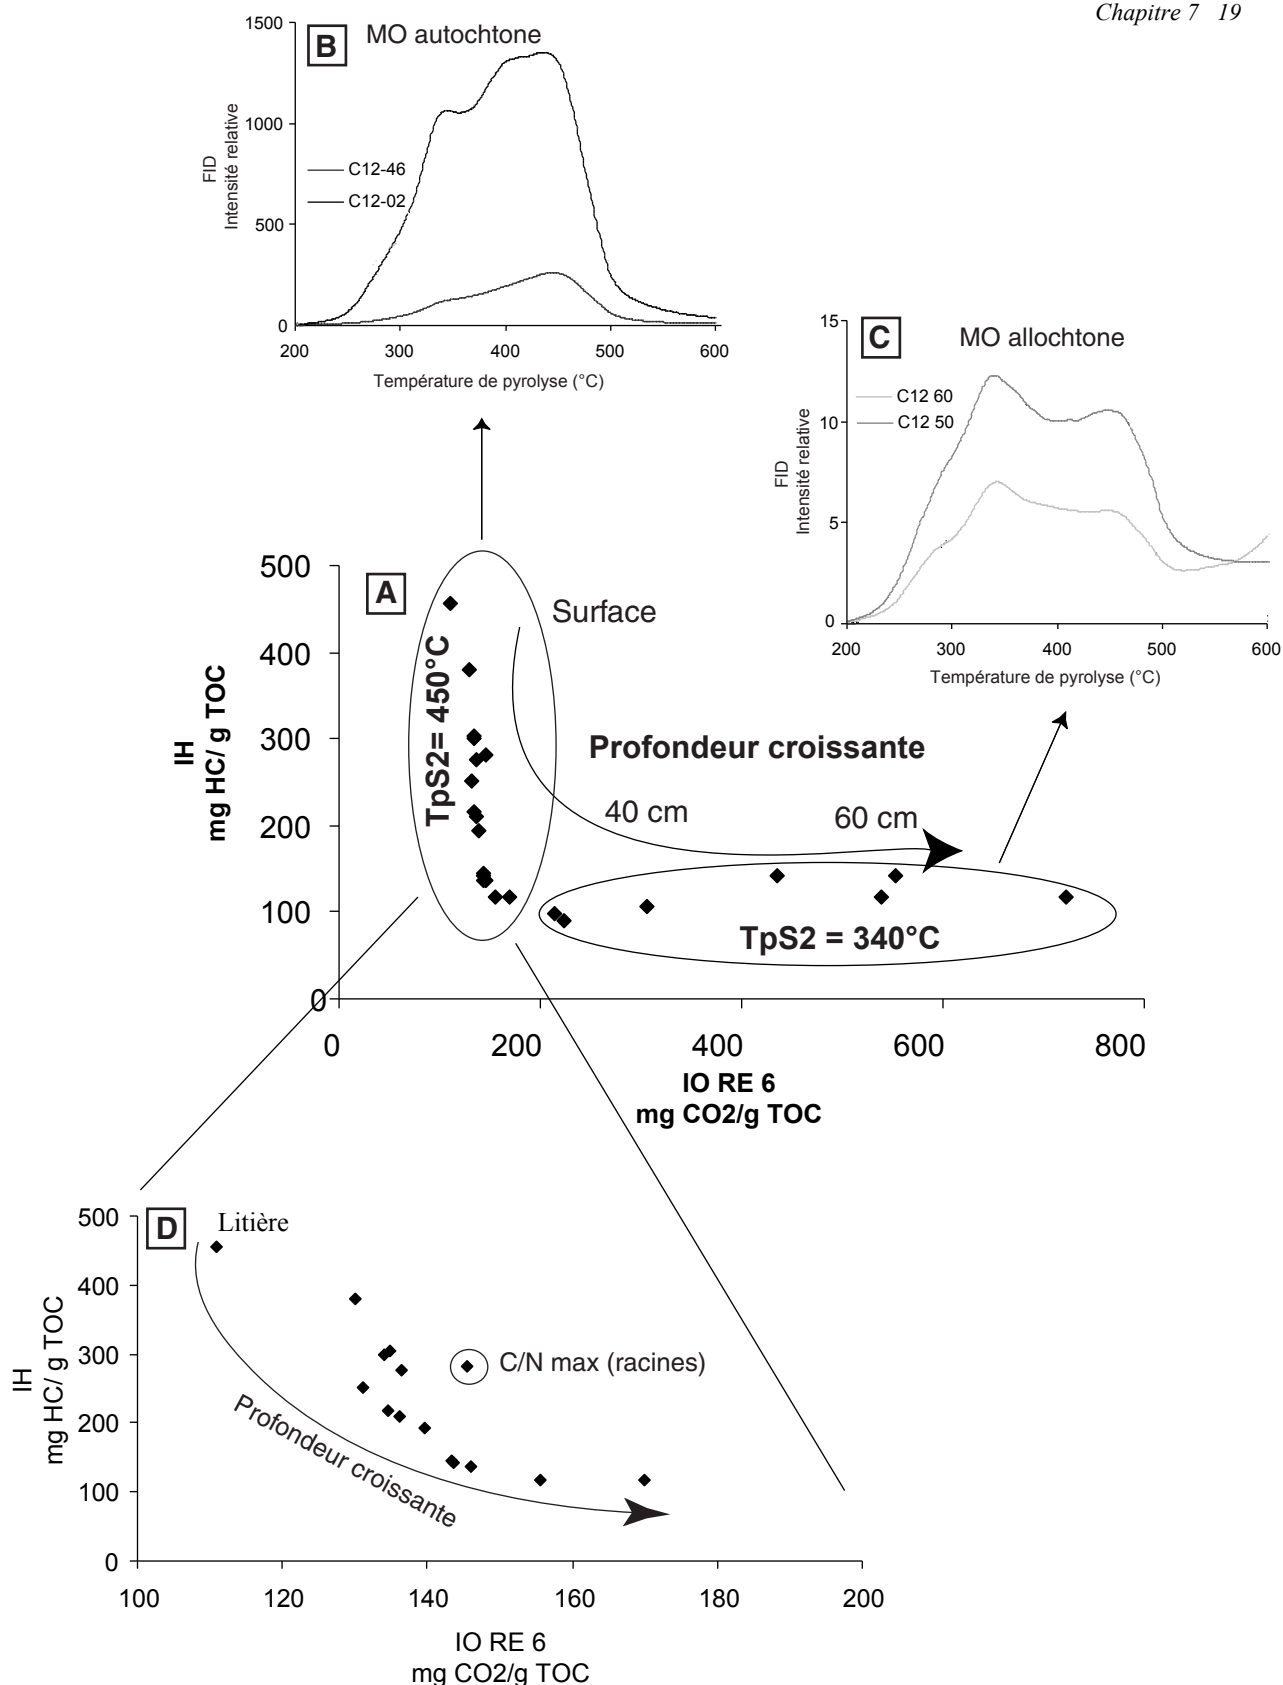 Chapitre 7 19
B
MO autochtone
1500
1000
500
0
FID
Intensité relative
C12-46
C12-02
200 300 400 500 600
Température de pyrolyse (°C)
C
MO allochtone
15
10
5
0
FID
Intensité relative
C12 60
C12 50
200 300 400 500 600
Température de pyrolyse (°C)
A
500
400
300
200
100
0
IH
mg HC/ g TOC
TpS2= 450°C
Surface
Profondeur croissante
40 cm
60 cm
TpS2 = 340°C
0 200 400 600 800
IO RE 6
mg CO2/g TOC
D
Litière
500
400
300
200
100
0
IH
mg HC/ g TOC
C/N max (racines)
Profondeur croissante
100 120 140 160 180 200
IO RE 6
mg CO2/g TOC